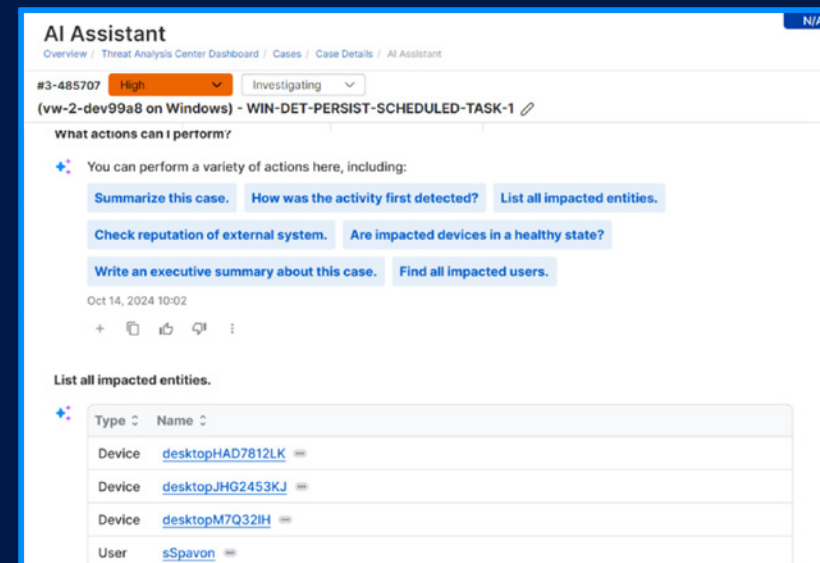 N/A
AI Assistant
Overview / Threat Analysis Center Dashboard / Cases / Case Details / AI Assistant
#3-485707 High Investigating
(vw-2-dev99a8 on Windows) - WIN-DET-PERSIST-SCHEDULED-TASK-1
What actions can I perform?
You can perform a variety of actions here, including:
Summarize this case. How was the activity first detected? List all impacted entities.
Check reputation of external system. Are impacted devices in a healthy state?
Write an executive summary about this case. Find all impacted users.
Oct 14, 2024 10:02
List all impacted entities.
Type Name
Device desktopHAD7812LK
Device desktopJHG2453KJ
Device desktopM7Q32IH
User sSpavon